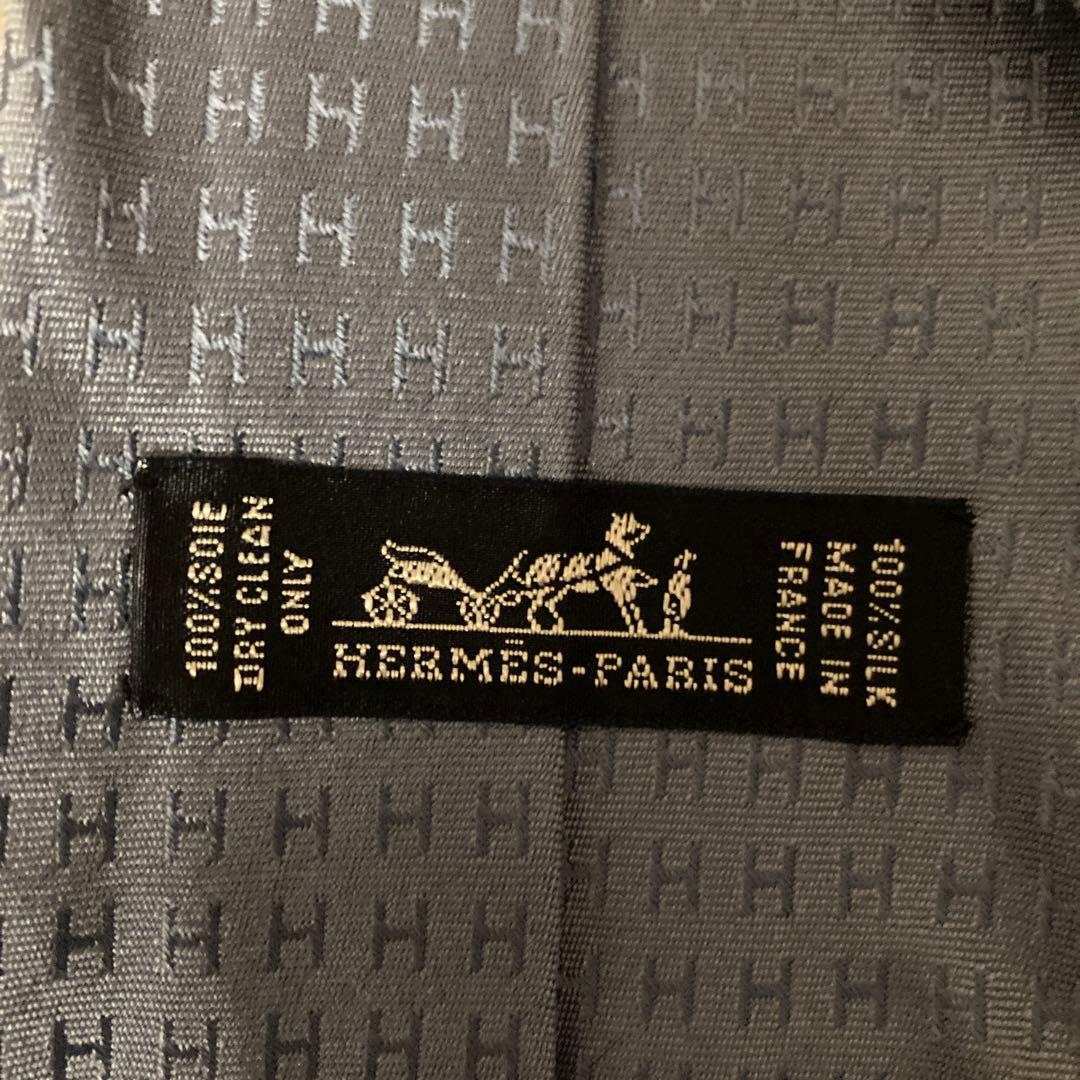 100%SOIE
DRY CLEAN
ONLY
HERMÈS-PARIS
100%SILK
MADE IN
FRANCE